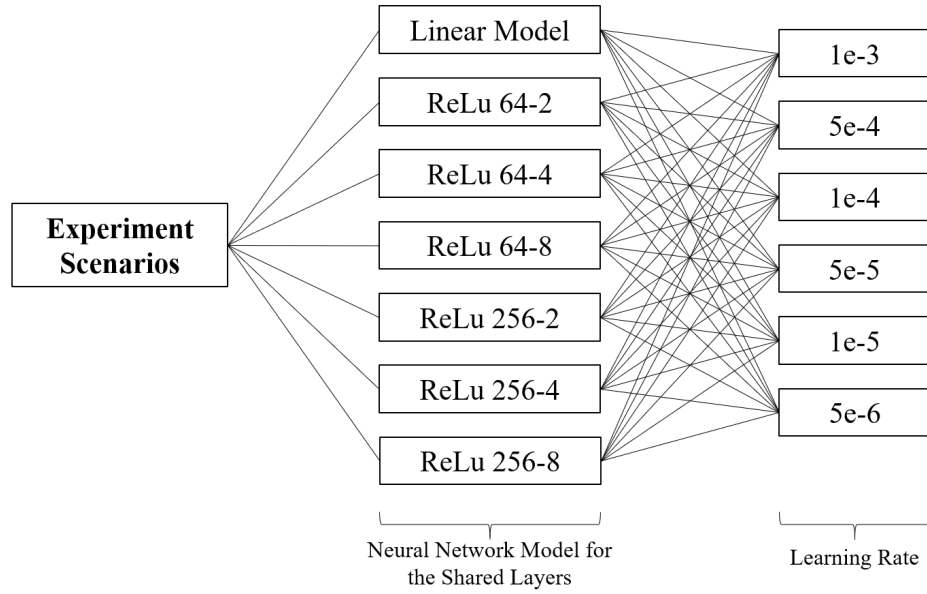 Experiment
Scenarios
Linear Model
ReLu 64-2
ReLu 64-4
ReLu 64-8
ReLu 256-2
ReLu 256-4
ReLu 256-8
Neural Network Model for
the Shared Layers
1e-3
5e-4
1e-4
5e-5
1e-5
5e-6
Learning Rate